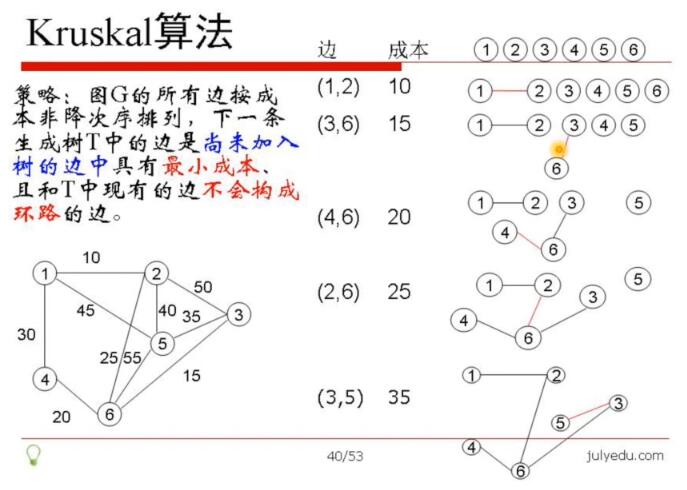 Kruskal算法
策略：图G的所有边按成
本非降次序排列，下一条
生成树T中的边是尚未加入
树的边中具有最小成本、
且和T中现有的边不会构成
环路的边。
10
1 2
50
45 40 35 3
30 5
25 55
4 15
20 6
边 成本 1 2 3 4 5 6
(1,2) 10 1 2 3 4 5 6
(3,6) 15 1 2 3 4 5
6
(4,6) 20 1 2 3 5
4 6
(2,6) 25 1 2 5
3
4 6
(3,5) 35 1 2
3
5
4 6
40/53
julyedu.com